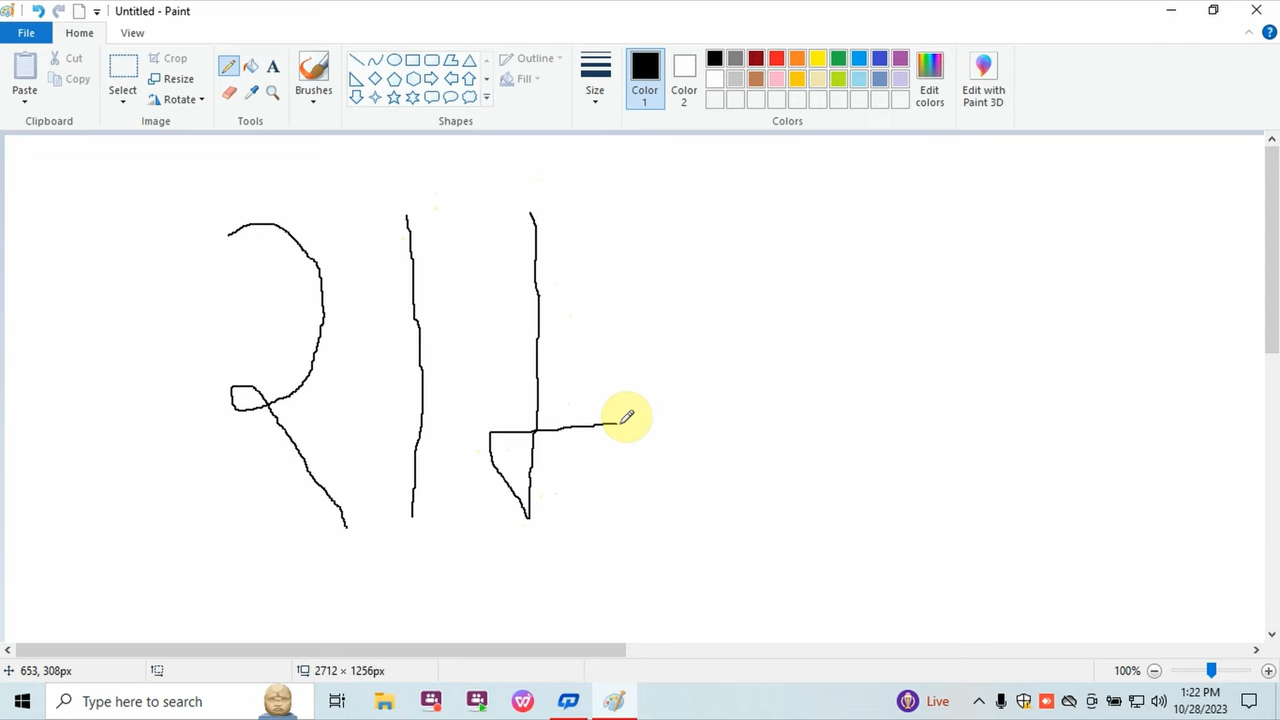 Untitled - Paint
File Home View
Paste Cut Copy Clipboard
Select Crop Resize Rotate Image
Tools
Brushes
Outline Fill Shapes
Size
Color 1 Color 2 Edit colors Colors
Edit with Paint 3D
रा
653, 308px 2712 × 1256px 100%
Type here to search Live 1:22 PM 10/28/2023